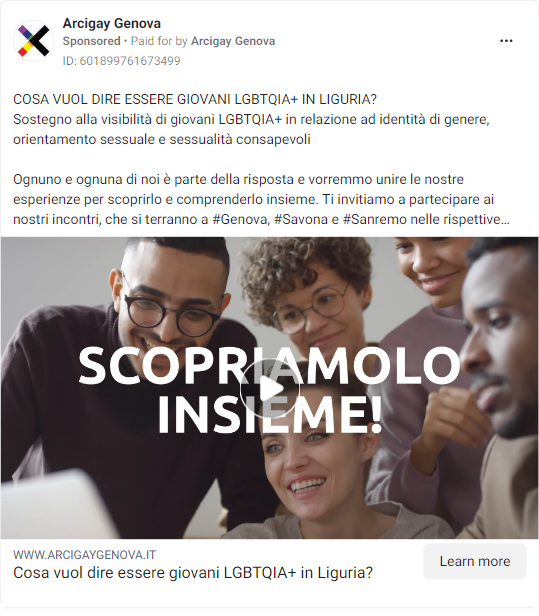 Arcigay Genova
Sponsored • Paid for by Arcigay Genova
ID: 601899761673499
COSA VUOL DIRE ESSERE GIOVANI LGBTQIA+ IN LIGURIA?
Sostegno alla visibilità di giovani LGBTQIA+ in relazione ad identità di genere,
orientamento sessuale e sessualità consapevoli
Ognuno e ognuna di noi è parte della risposta e vorremmo unire le nostre
esperienze per scoprirlo e comprenderlo insieme. Ti invitiamo a partecipare ai
nostri incontri, che si terranno a #Genova, #Savona e #Sanremo nelle rispettive...
SCOPRIAMOLO
INSIEME!
WWW.ARCIGAYGENOVA.IT
Cosa vuol dire essere giovani LGBTQIA+ in Liguria?
Learn more